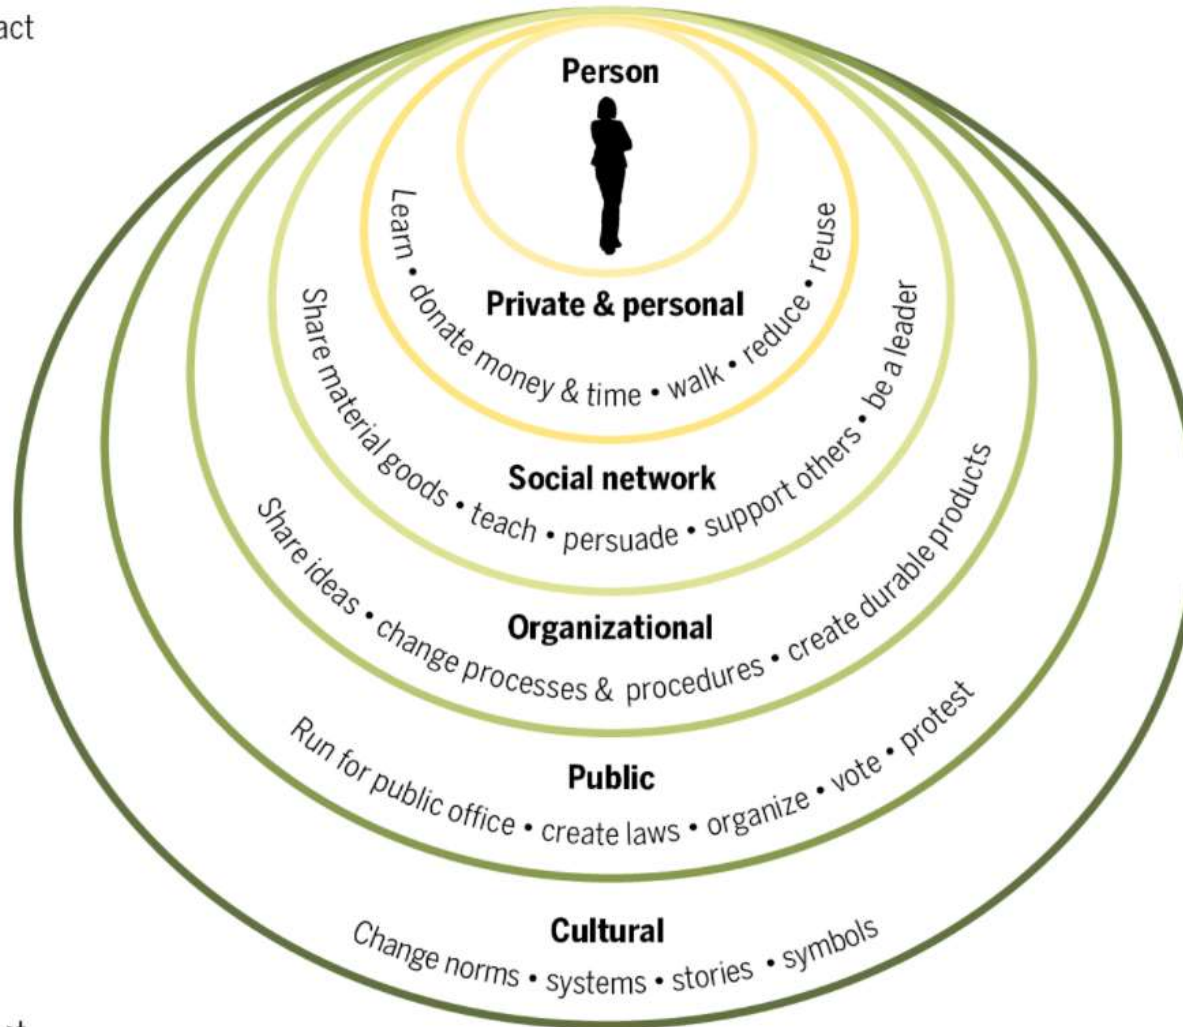 act
Person
Private & personal
Learn • donate money & time • walk • reduce • reuse
Social network
Share material goods • teach • persuade • support others • be a leader
Organizational
Share ideas • change processes & procedures • create durable products
Public
Run for public office • create laws • organize • vote • protest
Cultural
Change norms • systems • stories • symbols